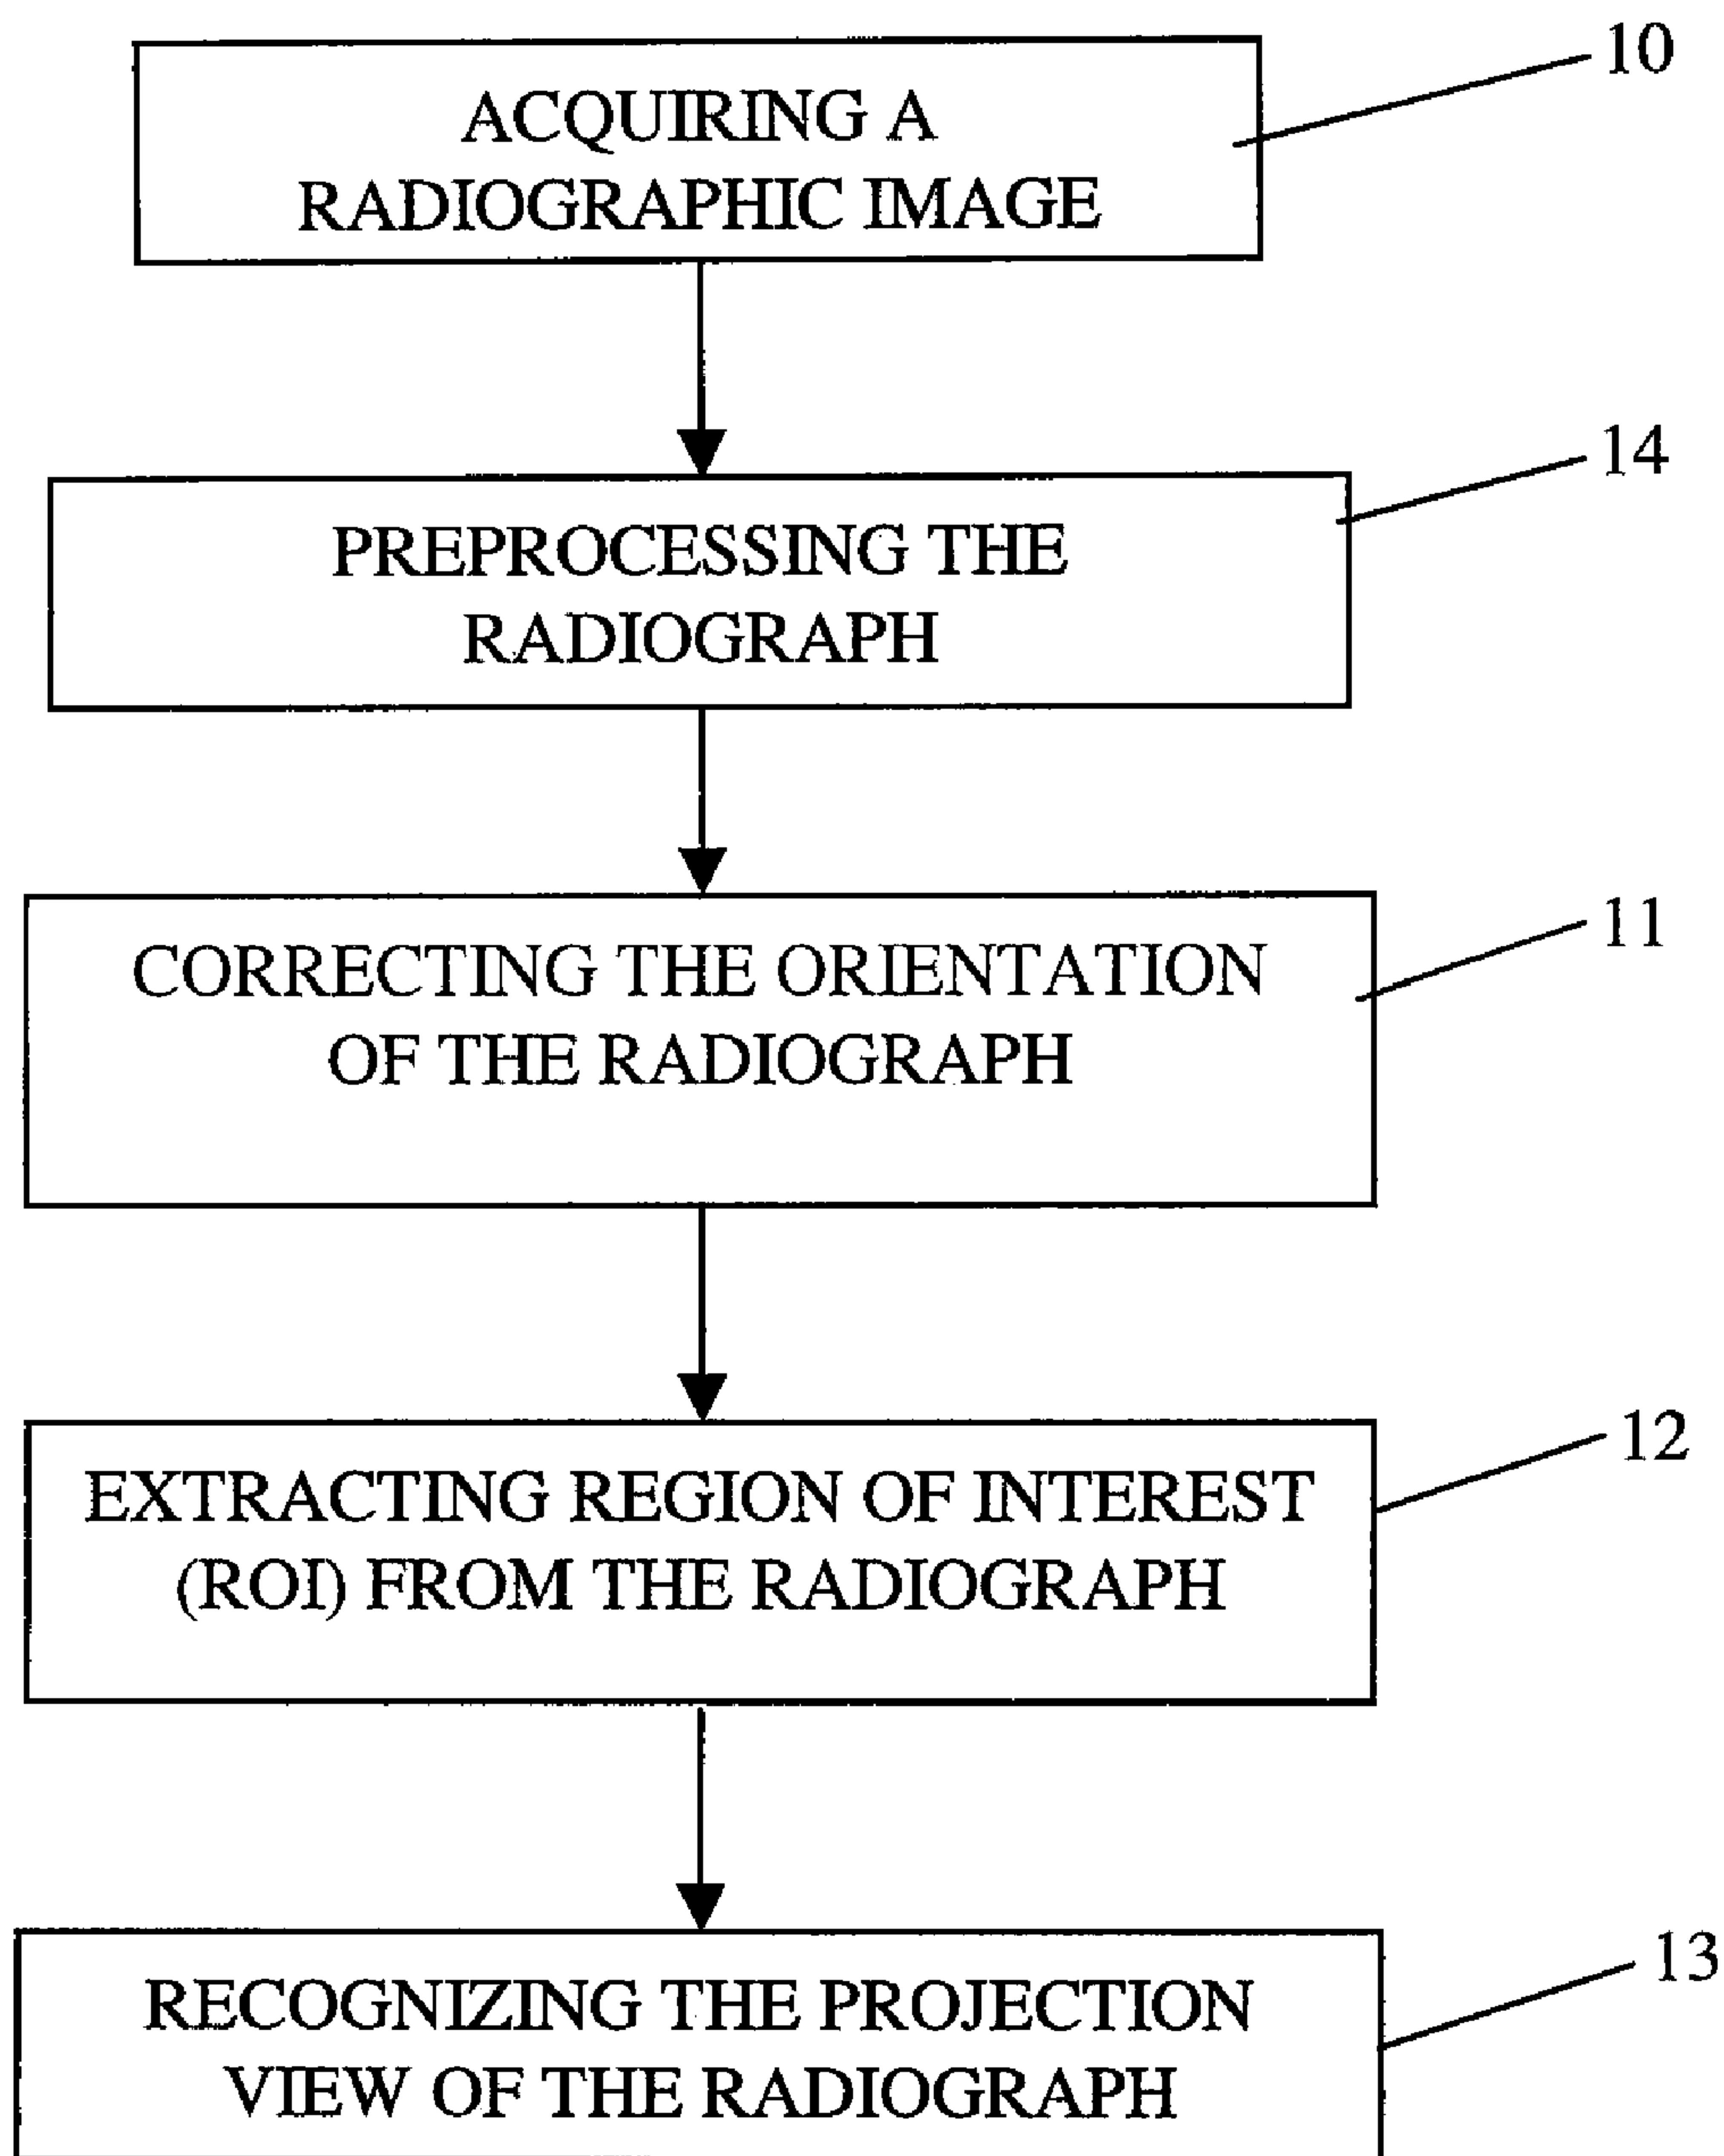 10
ACQUIRING A
RADIOGRAPHIC IMAGE
14
PREPROCESSING THE
RADIOGRAPH
11
CORRECTING THE ORIENTATION
OF THE RADIOGRAPH
12
EXTRACTING REGION OF INTEREST
(ROI) FROM THE RADIOGRAPH
13
RECOGNIZING THE PROJECTION
VIEW OF THE RADIOGRAPH